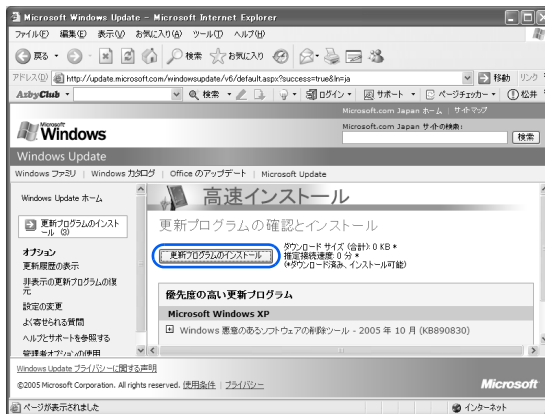 Microsoft Windows Update - Microsoft Internet Explorer
ファイル(F) 編集(E) 表示(V) お気に入り(A) ツール(T) ヘルプ(H)
戻る 検索 お気に入り
アドレス(D) http://update.microsoft.com/windowsupdate/v6/default.aspx?success=true&ln=ja 移動 リンク
AzbyClub 検索 翻訳ログイン サポート ページチェッカー 松井
Microsoft.com Japan ホーム | サイトマップ
Microsoft Windows
Microsoft.com Japan サイトの検索:
検索
Windows Update
Windows ファミリ | Windows カタログ | Office のアップデート | Microsoft Update
Windows Update ホーム
更新プログラムのインストール (3)
オプション
更新履歴の表示
非表示の更新プログラムの復元
設定の変更
よく寄せられる質問
ヘルプとサポートを参照する
管理者オプションの使用
高速インストール
更新プログラムの確認とインストール
更新プログラムのインストール
ダウンロード サイズ (合計): 0 KB *
推定接続速度: 0 分 *
(*ダウンロード済み、インストール可能)
優先度の高い更新プログラム
Microsoft Windows XP
Windows 悪意のあるソフトウェアの削除ツール - 2005 年 10 月 (KB890830)
Windows Update プライバシーに関する声明
©2005 Microsoft Corporation. All rights reserved. 使用条件 | プライバシー
Microsoft
ページが表示されました
インターネット